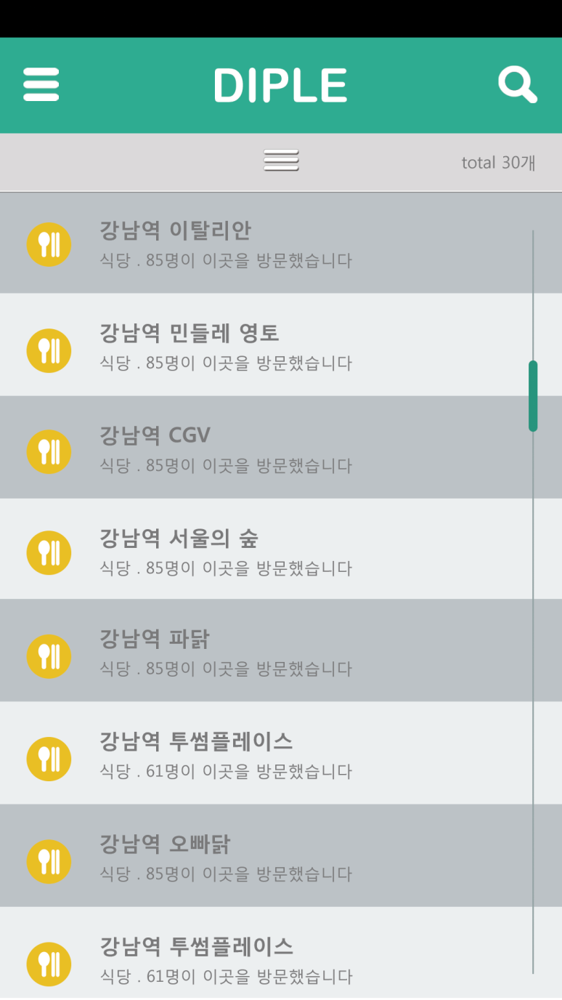 DIPLE
total 30개
강남역 이탈리안
식당 . 85명이 이곳을 방문했습니다
강남역 민들레 영토
식당 . 85명이 이곳을 방문했습니다
강남역 CGV
식당 . 85명이 이곳을 방문했습니다
강남역 서울의 숲
식당 . 85명이 이곳을 방문했습니다
강남역 파닭
식당 . 85명이 이곳을 방문했습니다
강남역 투썸플레이스
식당 . 61명이 이곳을 방문했습니다
강남역 오빠닭
식당 . 85명이 이곳을 방문했습니다
강남역 투썸플레이스
식당 . 61명이 이곳을 방문했습니다